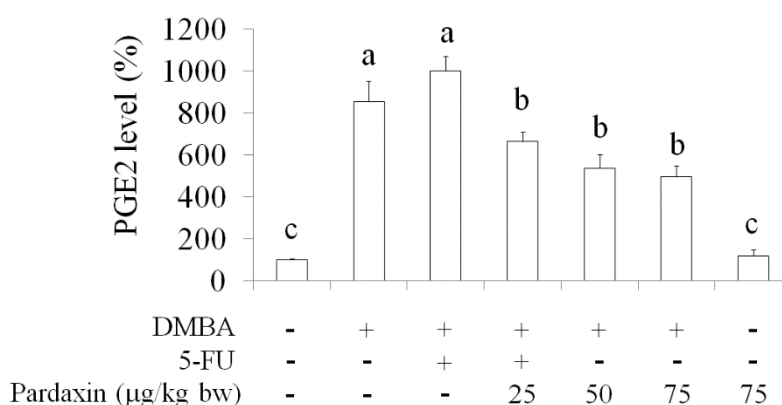 PGE2 level (%)
1200
1000
800
600
400
200
0
c
a
a
b
b
b
c
DMBA - + + + + + -
5-FU - - + + - - -
Pardaxin (µg/kg bw) - - - 25 50 75 75